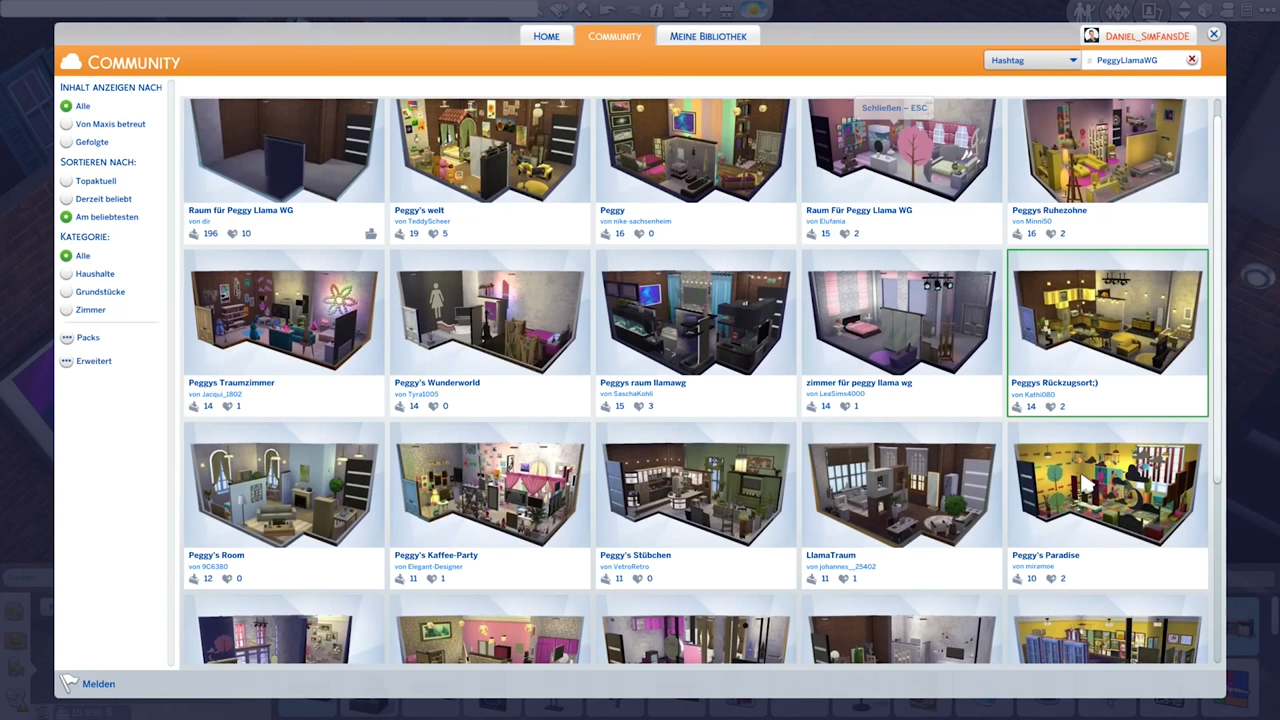 HOME
COMMUNITY
MEINE BIBLIOTHEK
DANIEL_SIMFANSDE
COMMUNITY
Hashtag
# PeggyLlamaWG
INHALT ANZEIGEN NACH
Alle
Von Maxis betreut
Gefolgte
SORTIEREN NACH:
Topaktuell
Derzeit beliebt
Am beliebtesten
KATEGORIE:
Alle
Haushalte
Grundstücke
Zimmer
Packs
Erweitert
Schließen – ESC
Raum für Peggy Llama WG
von dir
196 10
Peggy's welt
von TeddyScheer
19 5
Peggy
von nike-sachsenheim
16 0
Raum Für Peggy Llama WG
von Elufania
15 2
Peggys Ruhezohne
von Minni50
16 2
Peggys Traumzimmer
von Jacqui_1802
14 1
Peggy's Wunderworld
von Tyra1005
14 0
Peggys raum llamawg
von SaschaKohli
15 3
zimmer für peggy llama wg
von LeaSims4000
14 1
Peggys Rückzugsort;)
von Kathi080
14 2
Peggy's Room
von 9C6380
12 0
Peggy's Kaffee-Party
von Elegant-Designer
11 1
Peggy's Stübchen
von VetroRetro
11 0
LlamaTraum
von johannes__25402
11 1
Peggy's Paradise
von miramoe
10 2
Melden